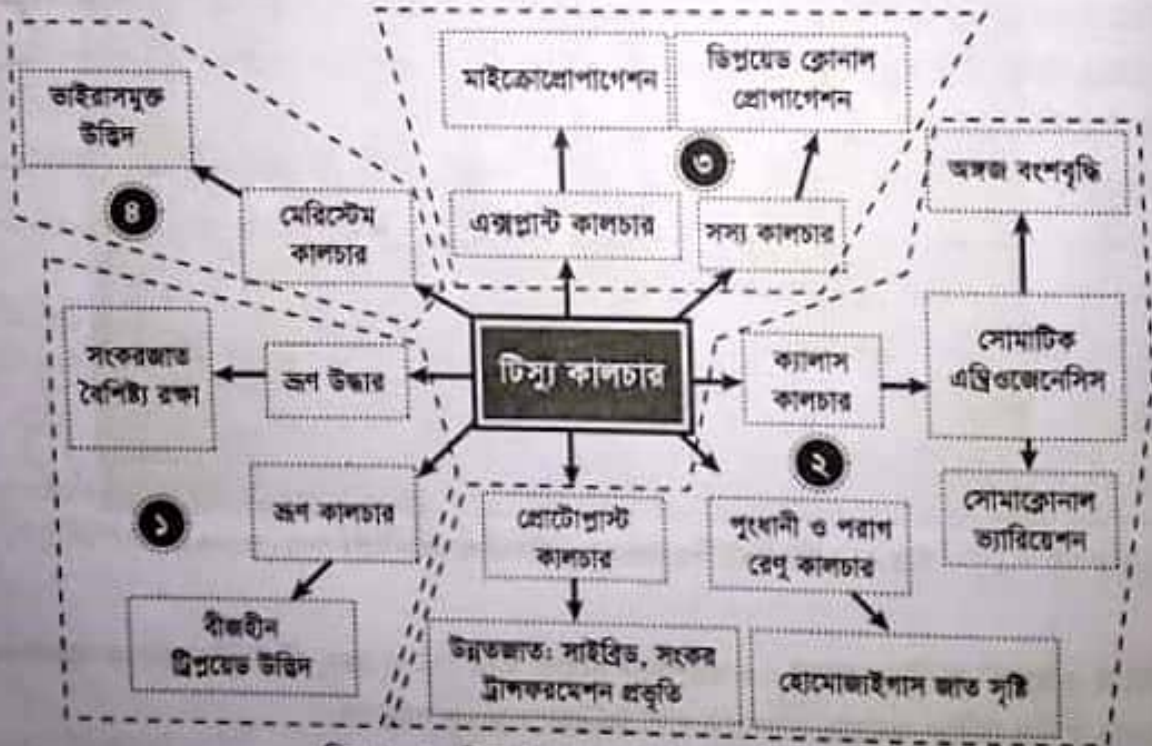 ভাইরাসমুক্ত
উদ্ভিদ
৪
মেরিস্টেম
কালচার
মাইক্রোপ্রোপাগেশন
ডিপ্লয়েড ক্লোনাল
প্রোপাগেশন
৩
এক্সপ্লান্ট কালচার
সস্য কালচার
অঙ্গজ বংশবৃদ্ধি
সংকরজাত
বৈশিষ্ট্য রক্ষা
ভ্রূণ উদ্ধার
টিস্যু কালচার
ক্যালাস
কালচার
সোমাটিক
এম্ব্রিওজেনেসিস
২
১
ভ্রূণ কালচার
প্রোটোপ্লাস্ট
কালচার
পুংধানী ও পরাগ
রেণু কালচার
সোমাক্লোনাল
ভ্যারিয়েশন
বীজহীন
ট্রিপ্লয়েড উদ্ভিদ
উন্নতজাত: সাইব্রিড, সংকর
ট্রান্সফরমেশন প্রভৃতি
হোমোজাইগাস জাত সৃষ্টি